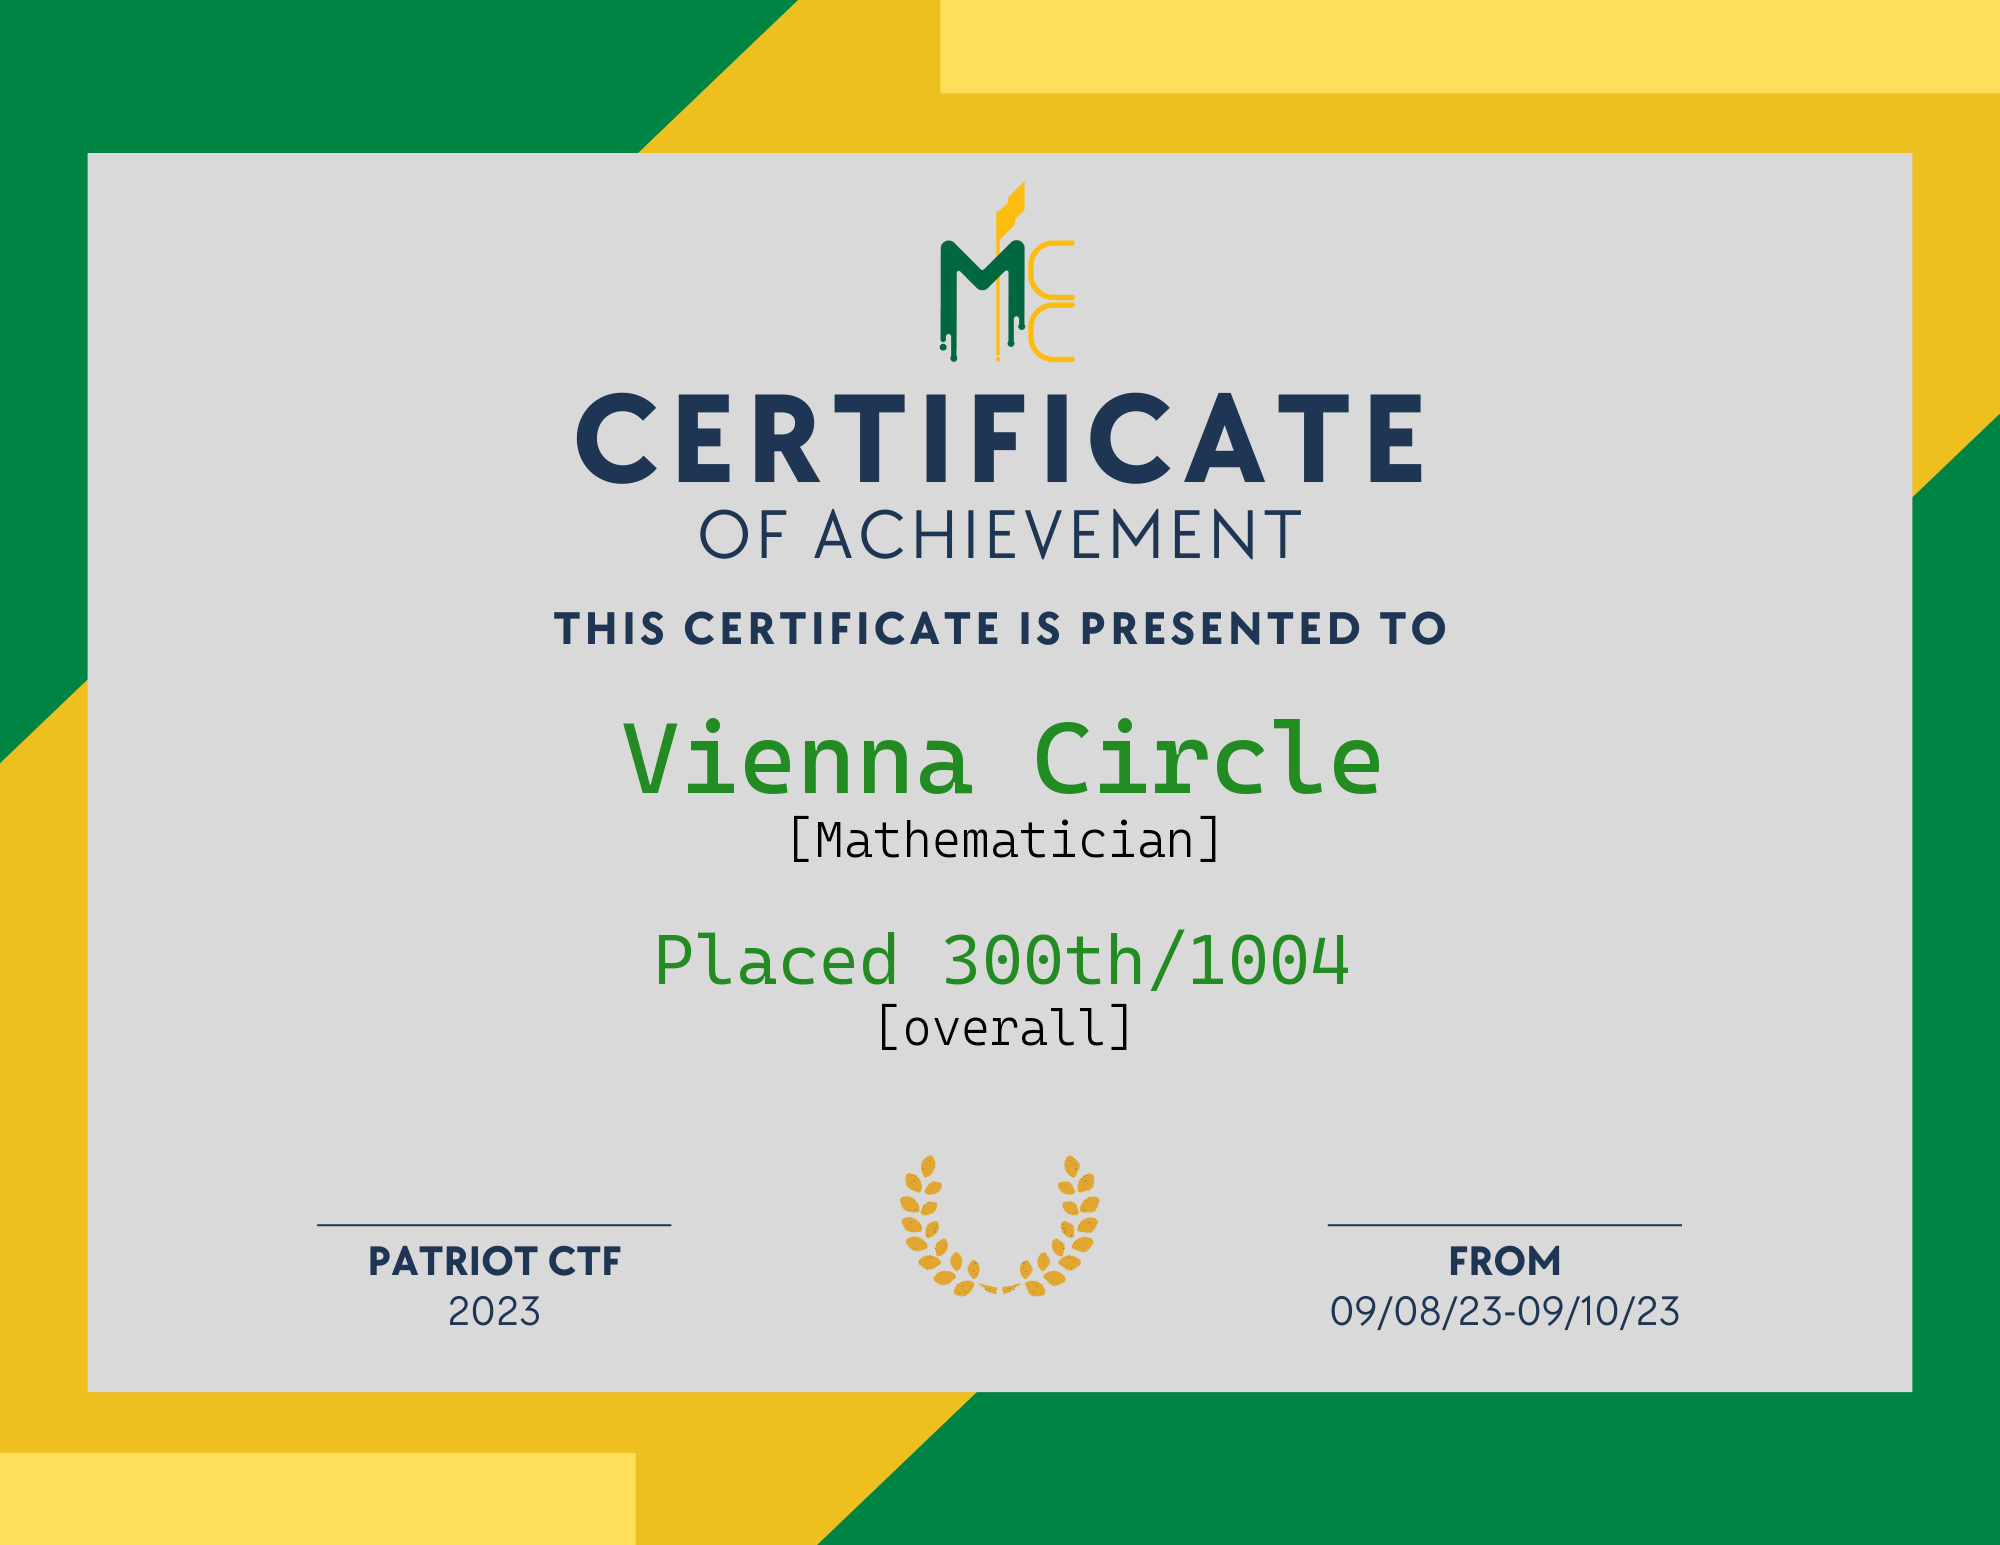 MCC
CERTIFICATE
OF ACHIEVEMENT
THIS CERTIFICATE IS PRESENTED TO
Vienna Circle
[Mathematician]
Placed 300th/1004
[overall]
PATRIOT CTF
2023
FROM
09/08/23-09/10/23